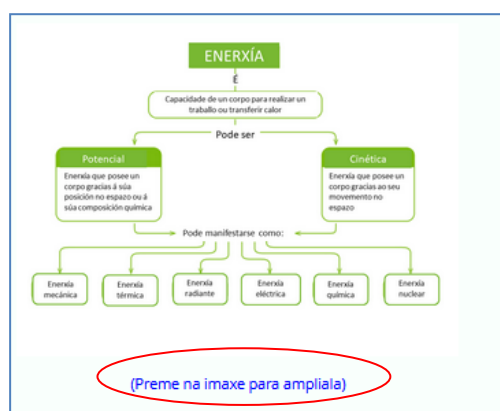 ENERXÍA
É
Capacidade de un corpo para realizar un
traballo ou transferir calor
Pode ser
Potencial
Enerxía que posee un
corpo gracias á súa
posición no espazo ou á
súa composición química
Cinética
Enerxía que posee un
corpo gracias ao seu
movemento no
espazo
Pode manifestarse como:
Enerxía
mecánica
Enerxía
térmica
Enerxía
radiante
Enerxía
eléctrica
Enerxía
química
Enerxía
nuclear
(Preme na imaxe para ampliala)